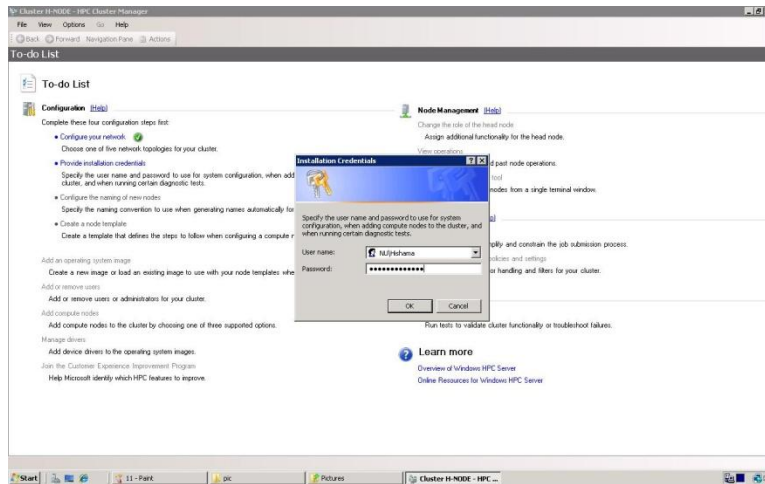 Cluster H-NODE - HPC Cluster Manager
File View Options Go Help
Back Forward Navigation Pane Actions
To-do List
To-do List
Configuration (Help)
Complete these four configuration steps first:
Configure your network
Choose one of five network topologies for your cluster.
Provide installation credentials
Specify the user name and password to use for system configuration, when add
cluster, and when running certain diagnostic tests.
Configure the naming of new nodes
Specify the naming convention to use when generating names automatically for
Create a node template
Create a template that defines the steps to follow when configuring a compute
Add an operating system image
Create a new image or load an existing image to use with your node templates whe
Add or remove users
Add or remove users or administrators for your cluster.
Add compute nodes
Add compute nodes to the cluster by choosing one of three supported options.
Manage drivers
Add device drivers to the operating system images.
Join the Customer Experience Improvement Program
Help Microsoft identify which HPC features to improve.
Node Management (Help)
Change the role of the head node
Assign additional functionality for the head node.
View operations
d past node operations.
tool
nodes from a single terminal window.
mplify and constrain the job submission process.
policies and settings
or handling and filters for your cluster.
Run tests to validate cluster functionality or troubleshoot failures.
Learn more
Overview of Windows HPC Server
Online Resources for Windows HPC Server
Installation Credentials
Specify the user name and password to use for system
configuration, when adding compute nodes to the cluster, and
when running certain diagnostic tests.
User name: NU\Hishama
Password: •••••••••••••
OK Cancel
Start 11 - Paint pic Pictures Cluster H-NODE - HPC ...